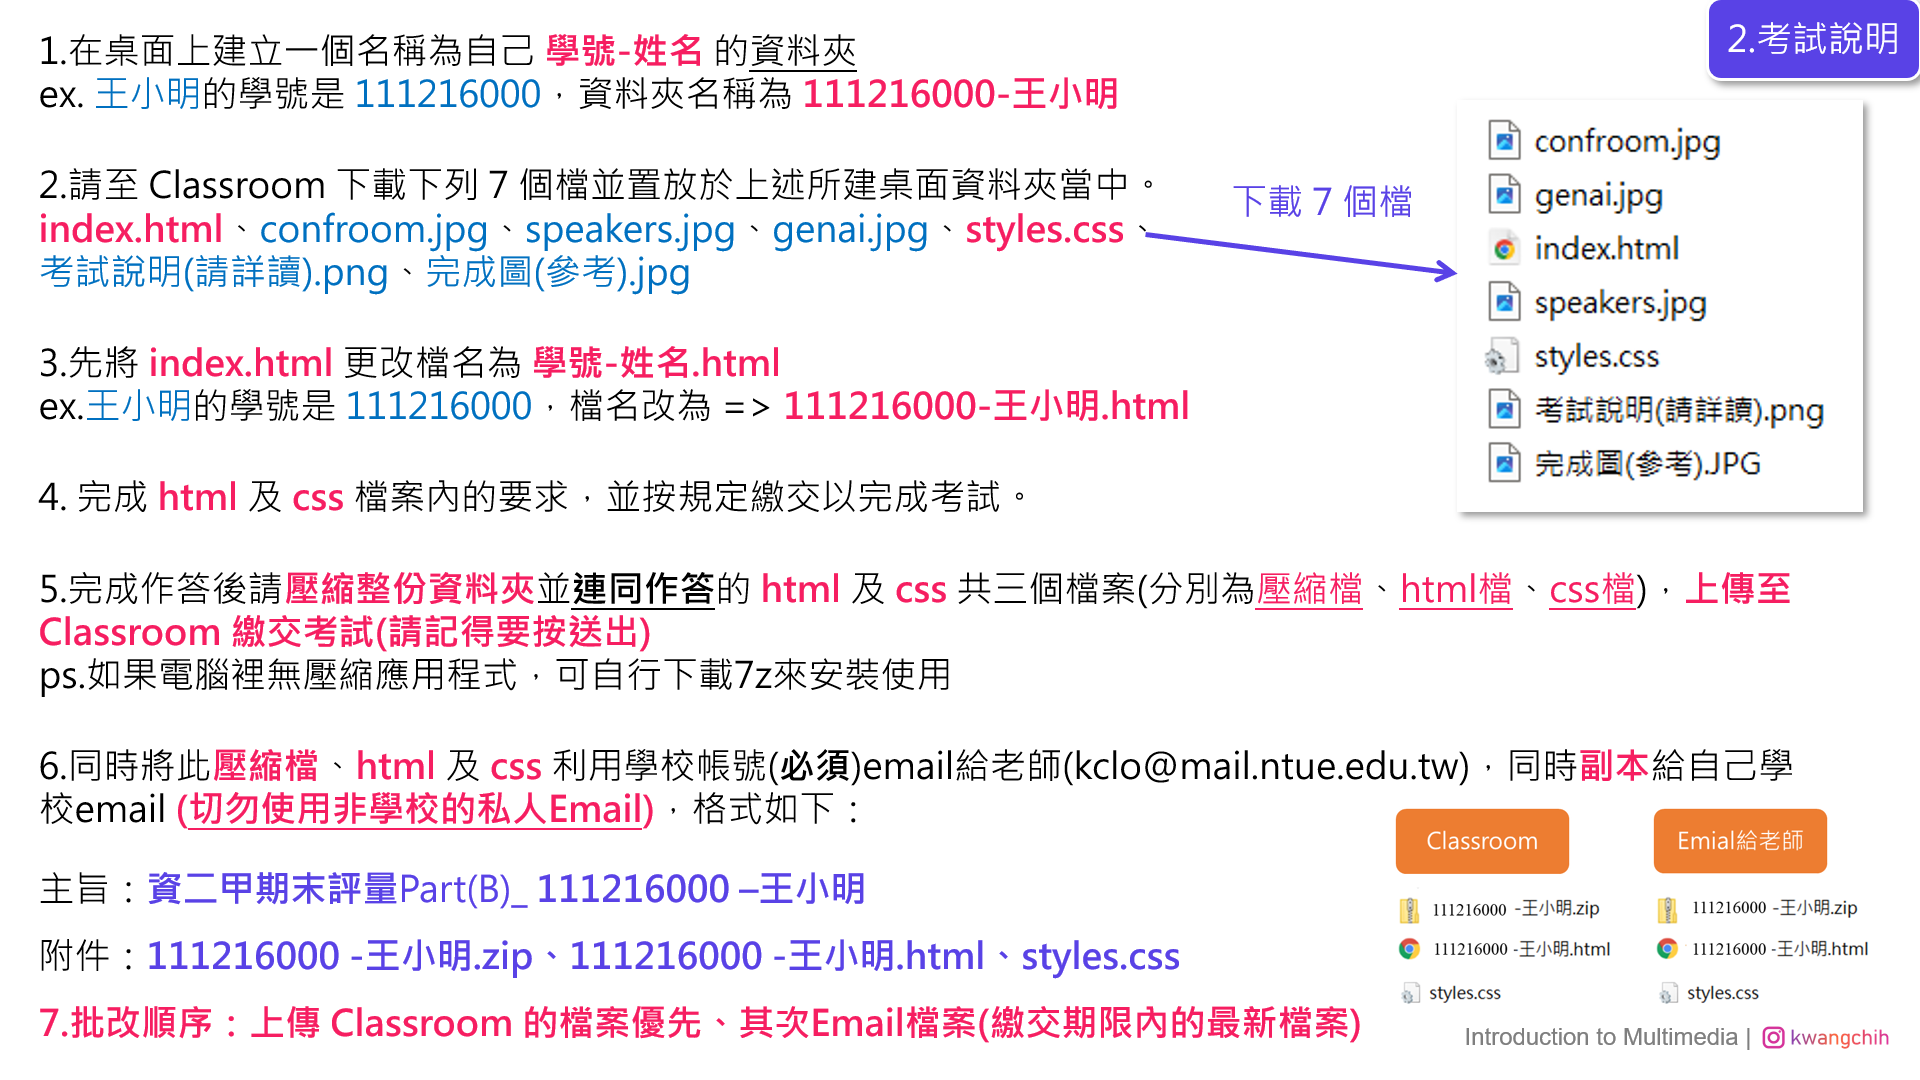 2.考試說明
1.在桌面上建立一個名稱為自己 學號-姓名 的資料夾
ex. 王小明的學號是 111216000，資料夾名稱為 111216000-王小明
2.請至 Classroom 下載下列 7 個檔並置放於上述所建桌面資料夾當中。
index.html、confroom.jpg、speakers.jpg、genai.jpg、styles.css、
考試說明(請詳讀).png、完成圖(參考).jpg
下載 7 個檔
confroom.jpg
genai.jpg
index.html
speakers.jpg
styles.css
考試說明(請詳讀).png
完成圖(參考).JPG
3.先將 index.html 更改檔名為 學號-姓名.html
ex.王小明的學號是 111216000，檔名改為 => 111216000-王小明.html
4. 完成 html 及 css 檔案內的要求，並按規定繳交以完成考試。
5.完成作答後請壓縮整份資料夾並連同作答的 html 及 css 共三個檔案(分別為壓縮檔、html檔、css檔)，上傳至
Classroom 繳交考試(請記得要按送出)
ps.如果電腦裡無壓縮應用程式，可自行下載7z來安裝使用
6.同時將此壓縮檔、html 及 css 利用學校帳號(必須)email給老師(kclo@mail.ntue.edu.tw)，同時副本給自己學
校email (切勿使用非學校的私人Email)，格式如下：
主旨：資二甲期末評量Part(B)_ 111216000 –王小明
附件：111216000 -王小明.zip、111216000 -王小明.html、styles.css
7.批改順序：上傳 Classroom 的檔案優先、其次Email檔案(繳交期限內的最新檔案)
Classroom
111216000 -王小明.zip
111216000 -王小明.html
styles.css
Emial給老師
111216000 -王小明.zip
111216000 -王小明.html
styles.css
Introduction to Multimedia | kwangchih